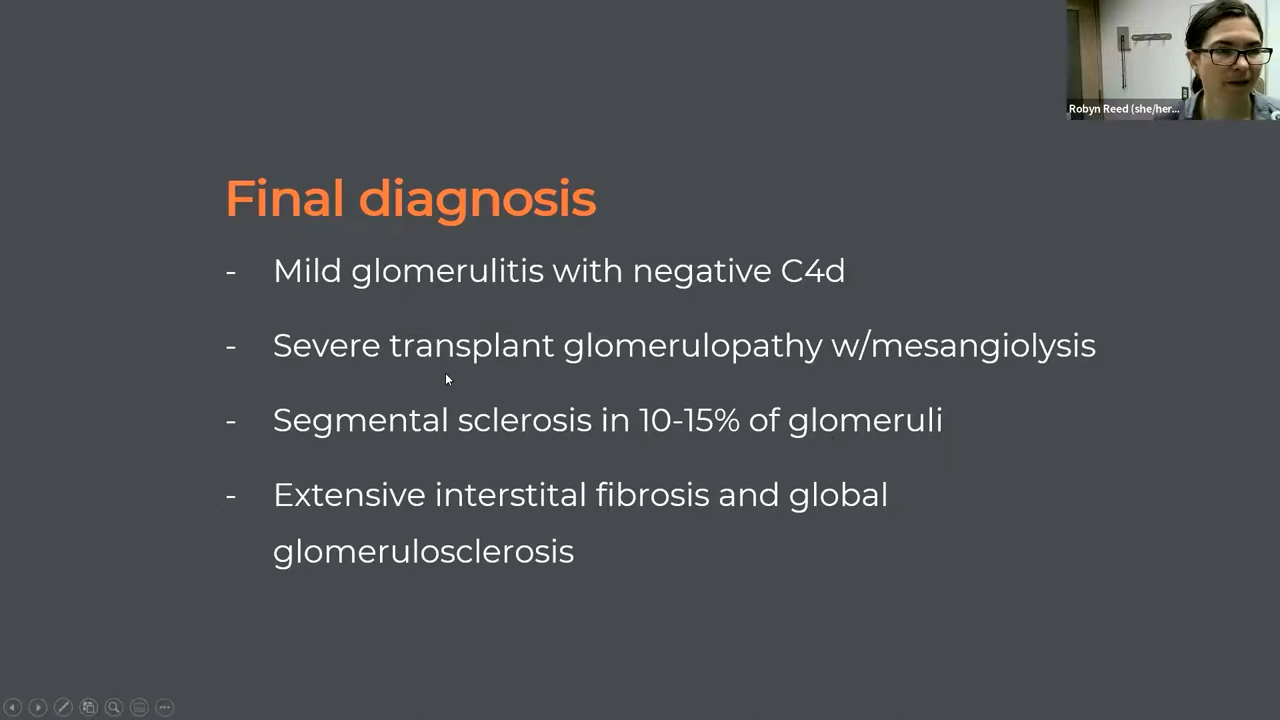 Robyn Reed (she/her...
Final diagnosis
- Mild glomerulitis with negative C4d
- Severe transplant glomerulopathy w/mesangiolysis
- Segmental sclerosis in 10-15% of glomeruli
- Extensive interstital fibrosis and global
glomerulosclerosis